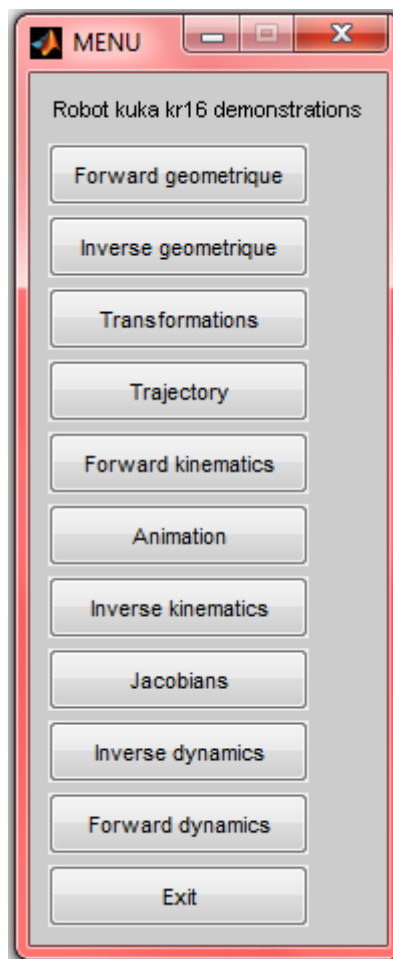 MENU
Robot kuka kr16 demonstrations
Forward geometrique
Inverse geometrique
Transformations
Trajectory
Forward kinematics
Animation
Inverse kinematics
Jacobians
Inverse dynamics
Forward dynamics
Exit